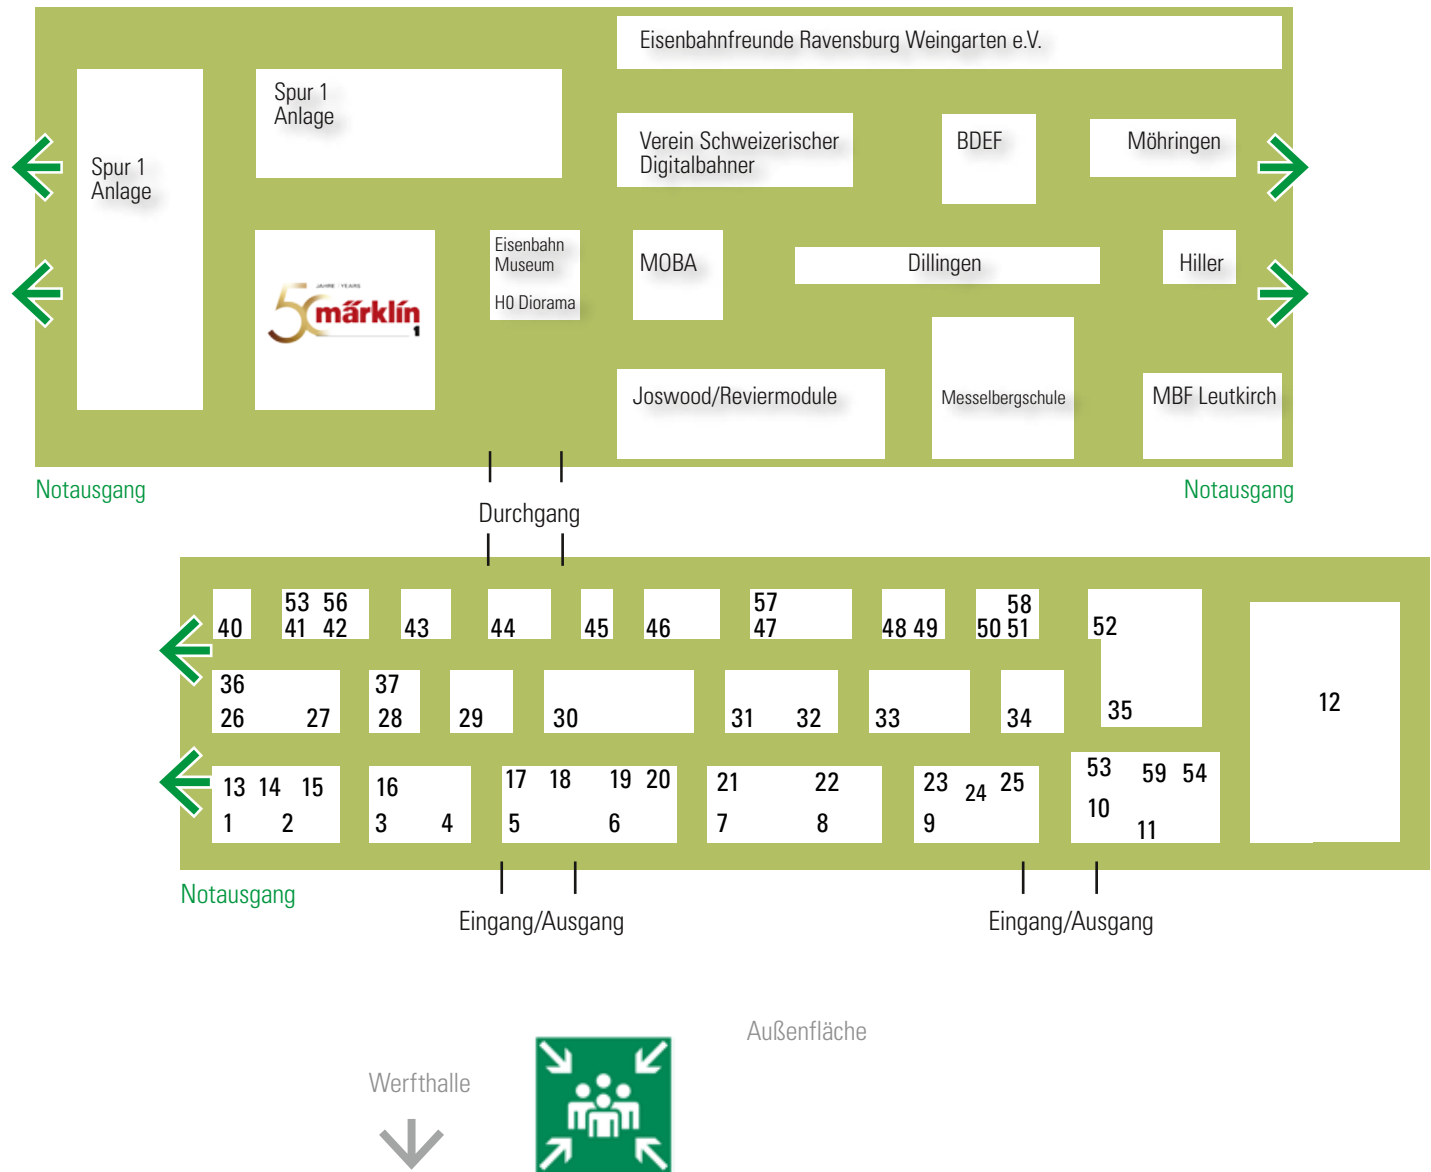 Eisenbahnfreunde Ravensburg Weingarten e.V.
Spur 1
Anlage
Spur 1
Anlage
Verein Schweizerischer
Digitalbahner
BDEF
Möhringen
JAHRE | YEARS
50 märklin
1
Eisenbahn
Museum
H0 Diorama
MOBA
Dillingen
Hiller
Joswood/Reviermodule
Messelbergschule
MBF Leutkirch
Notausgang
Notausgang
Durchgang
53 56 57 58
40 41 42 43 44 45 46 47 48 49 50 51 52
36 37
26 27 28 29 30 31 32 33 34 35 12
13 14 15 16 17 18 19 20 21 22 23 24 25 53 59 54
1 2 3 4 5 6 7 8 9 10 11
Notausgang
Eingang/Ausgang
Eingang/Ausgang
Außenfläche
Werfthalle